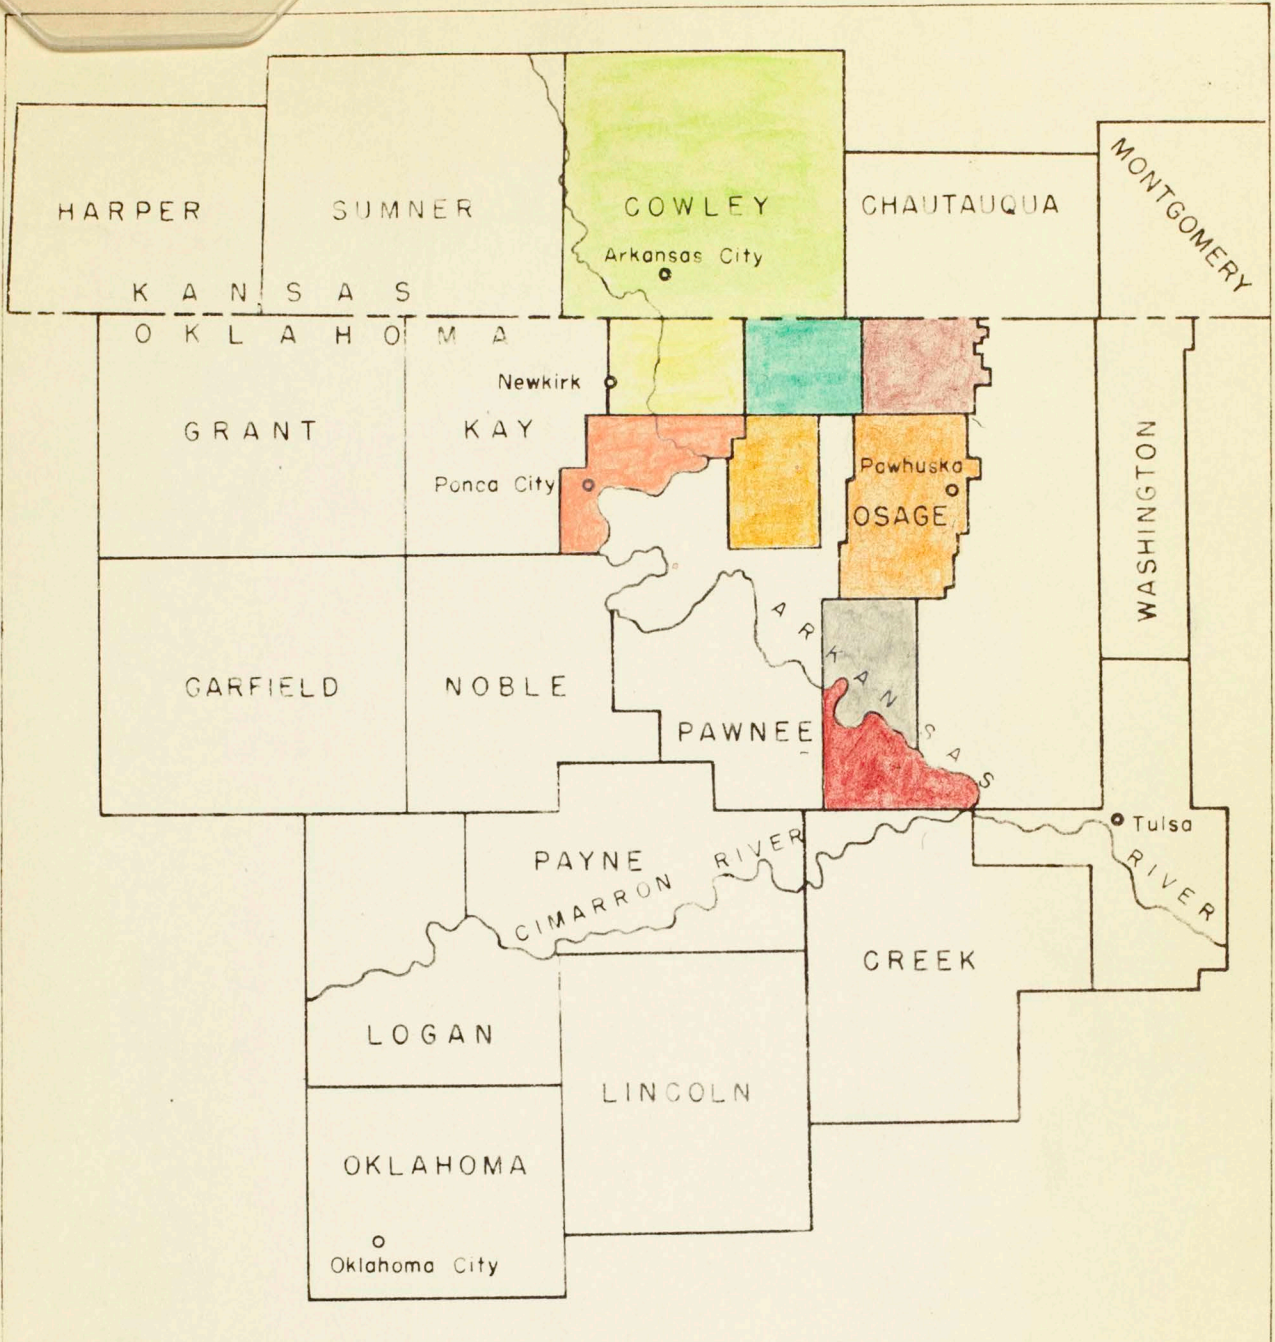 HARPER
SUMNER
COWLEY
CHAUTAUQUA
MONTGOMERY
Arkansas City
KANSAS
OKLAHOMA
Newkirk
GRANT
KAY
Ponca City
Pawhuska
OSAGE
WASHINGTON
GARFIELD
NOBLE
PAWNEE
ARKANSAS
RIVER
Tulsa
PAYNE
CIMARRON RIVER
CREEK
LOGAN
LINCOLN
OKLAHOMA
Oklahoma City